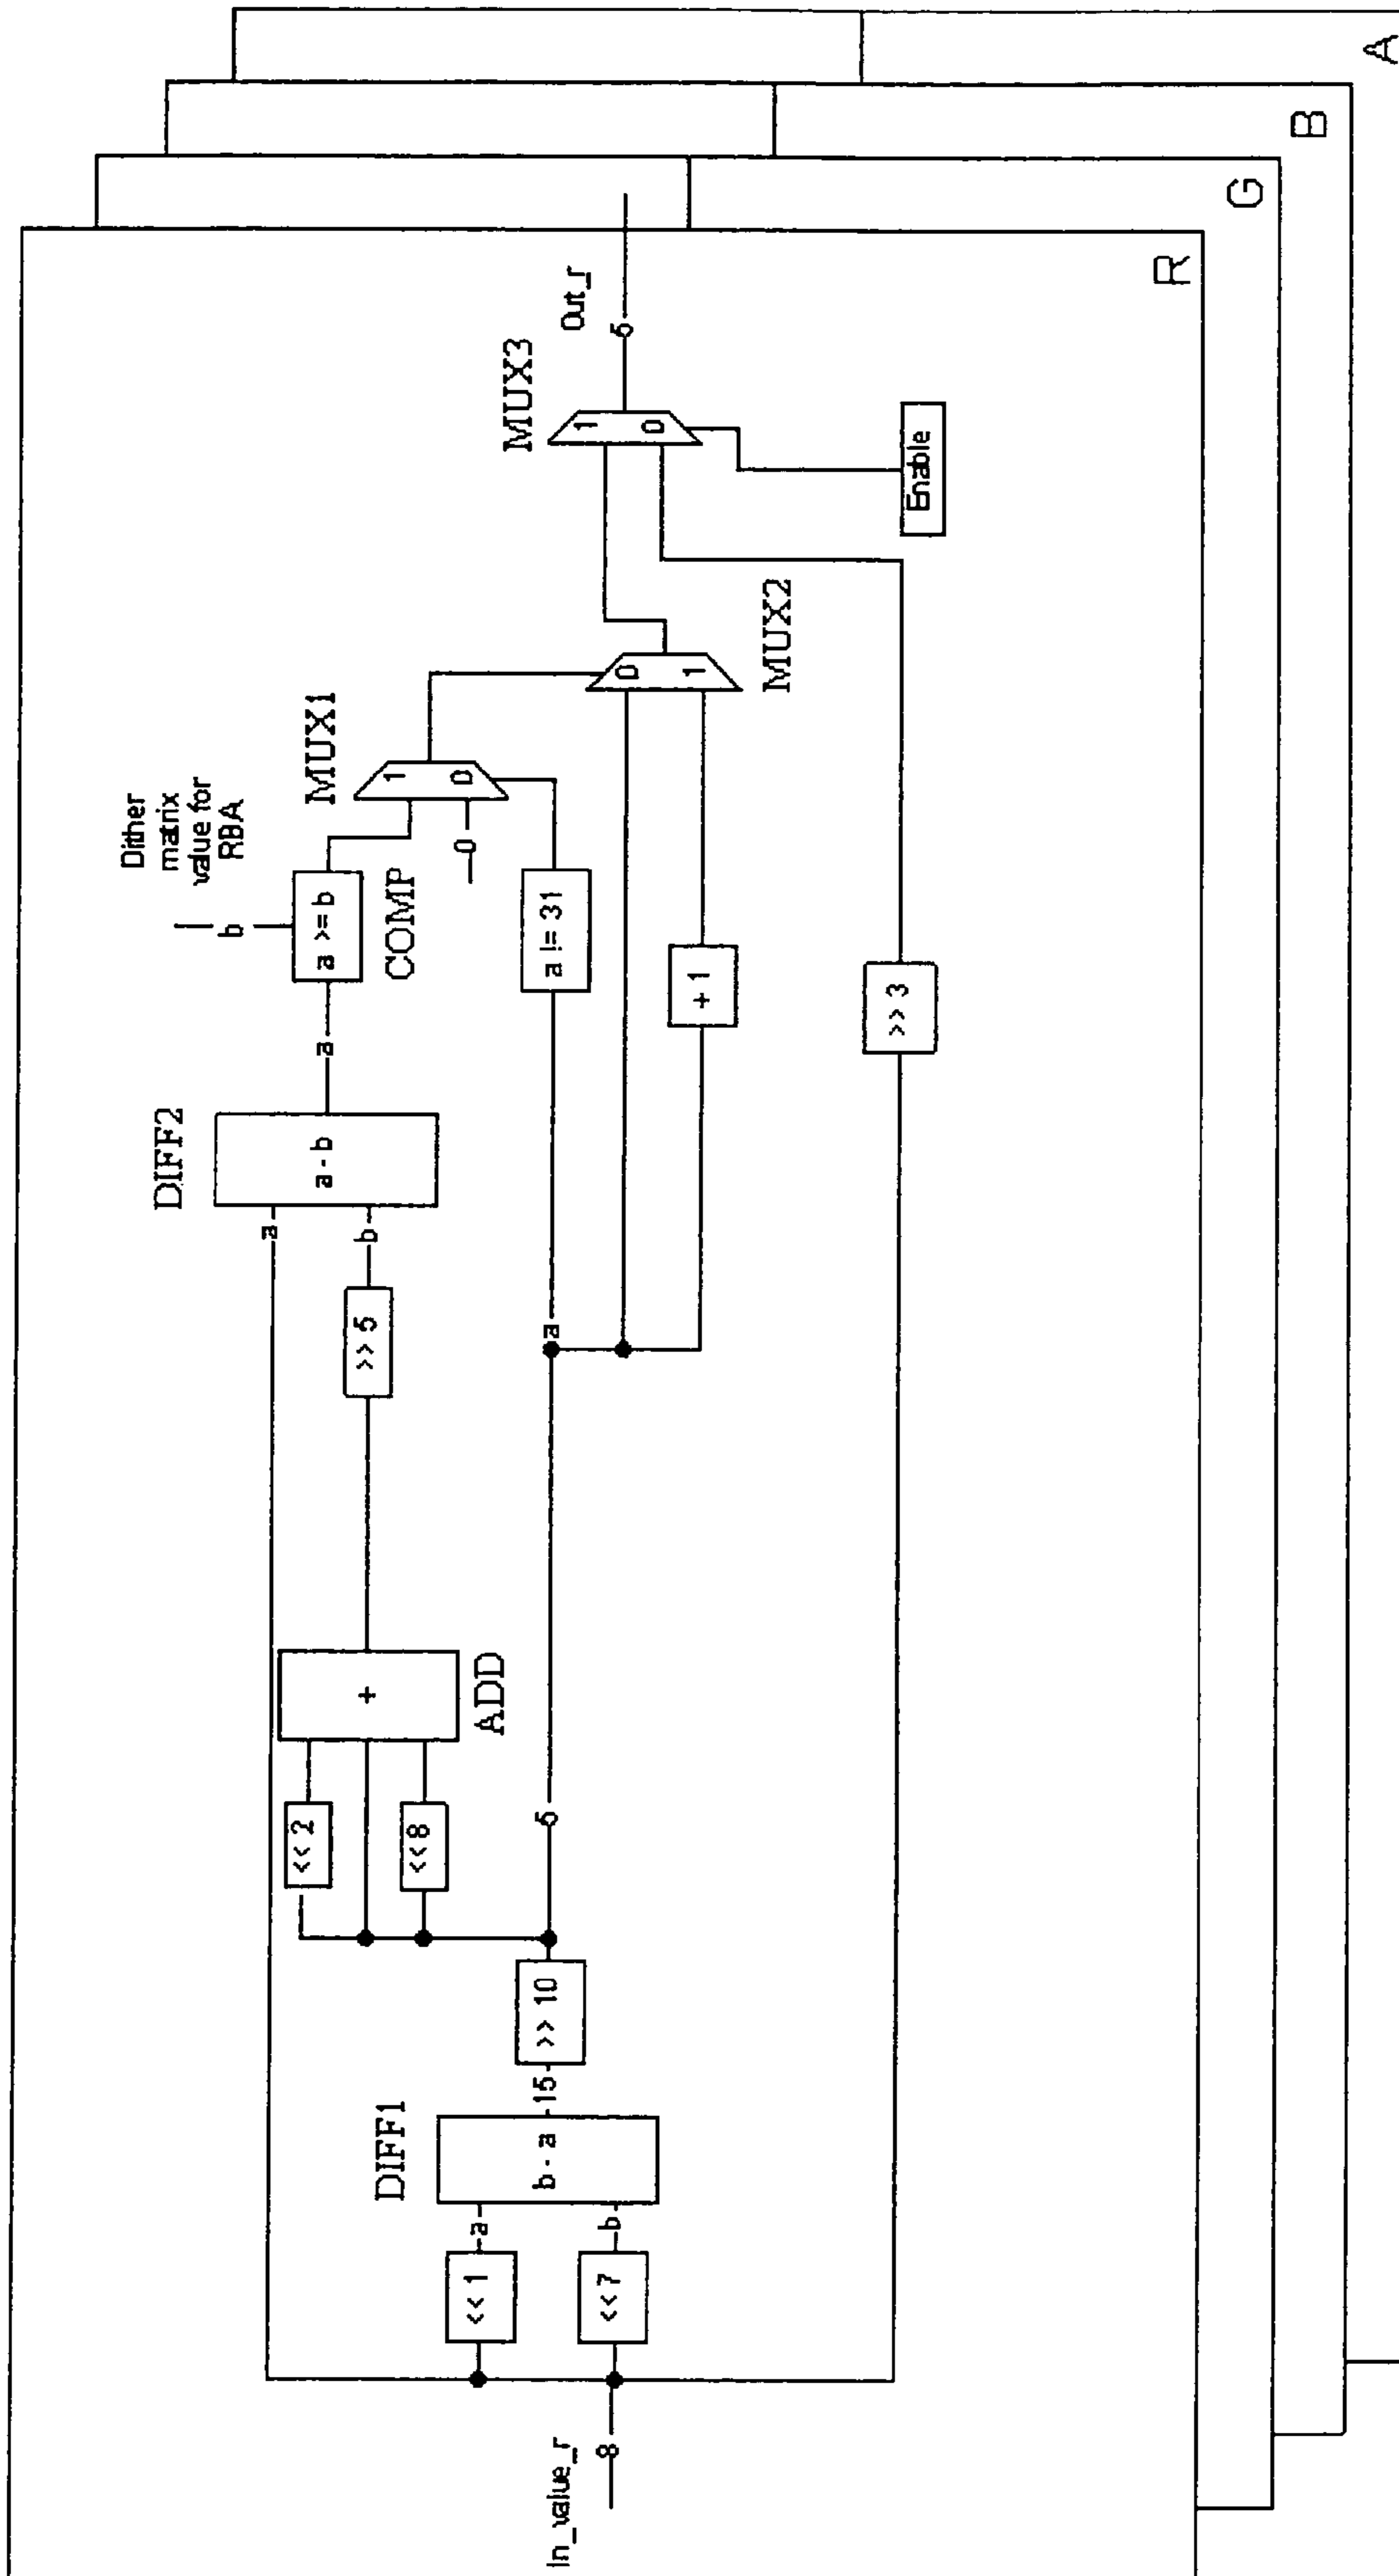 In_value_r
8
<< 1
<< 7
a
b
DIFF1
b - a
15
>> 10
5
<< 2
<< 8
+
ADD
>> 5
a
b
DIFF2
a - b
a
a
Dither
matrix
value for
RBA
b
a >= b
COMP
a != 31
+ 1
>> 3
MUX1
1
0
0
MUX2
0
1
MUX3
1
0
Enable
Out_r
5
R
G
B
A